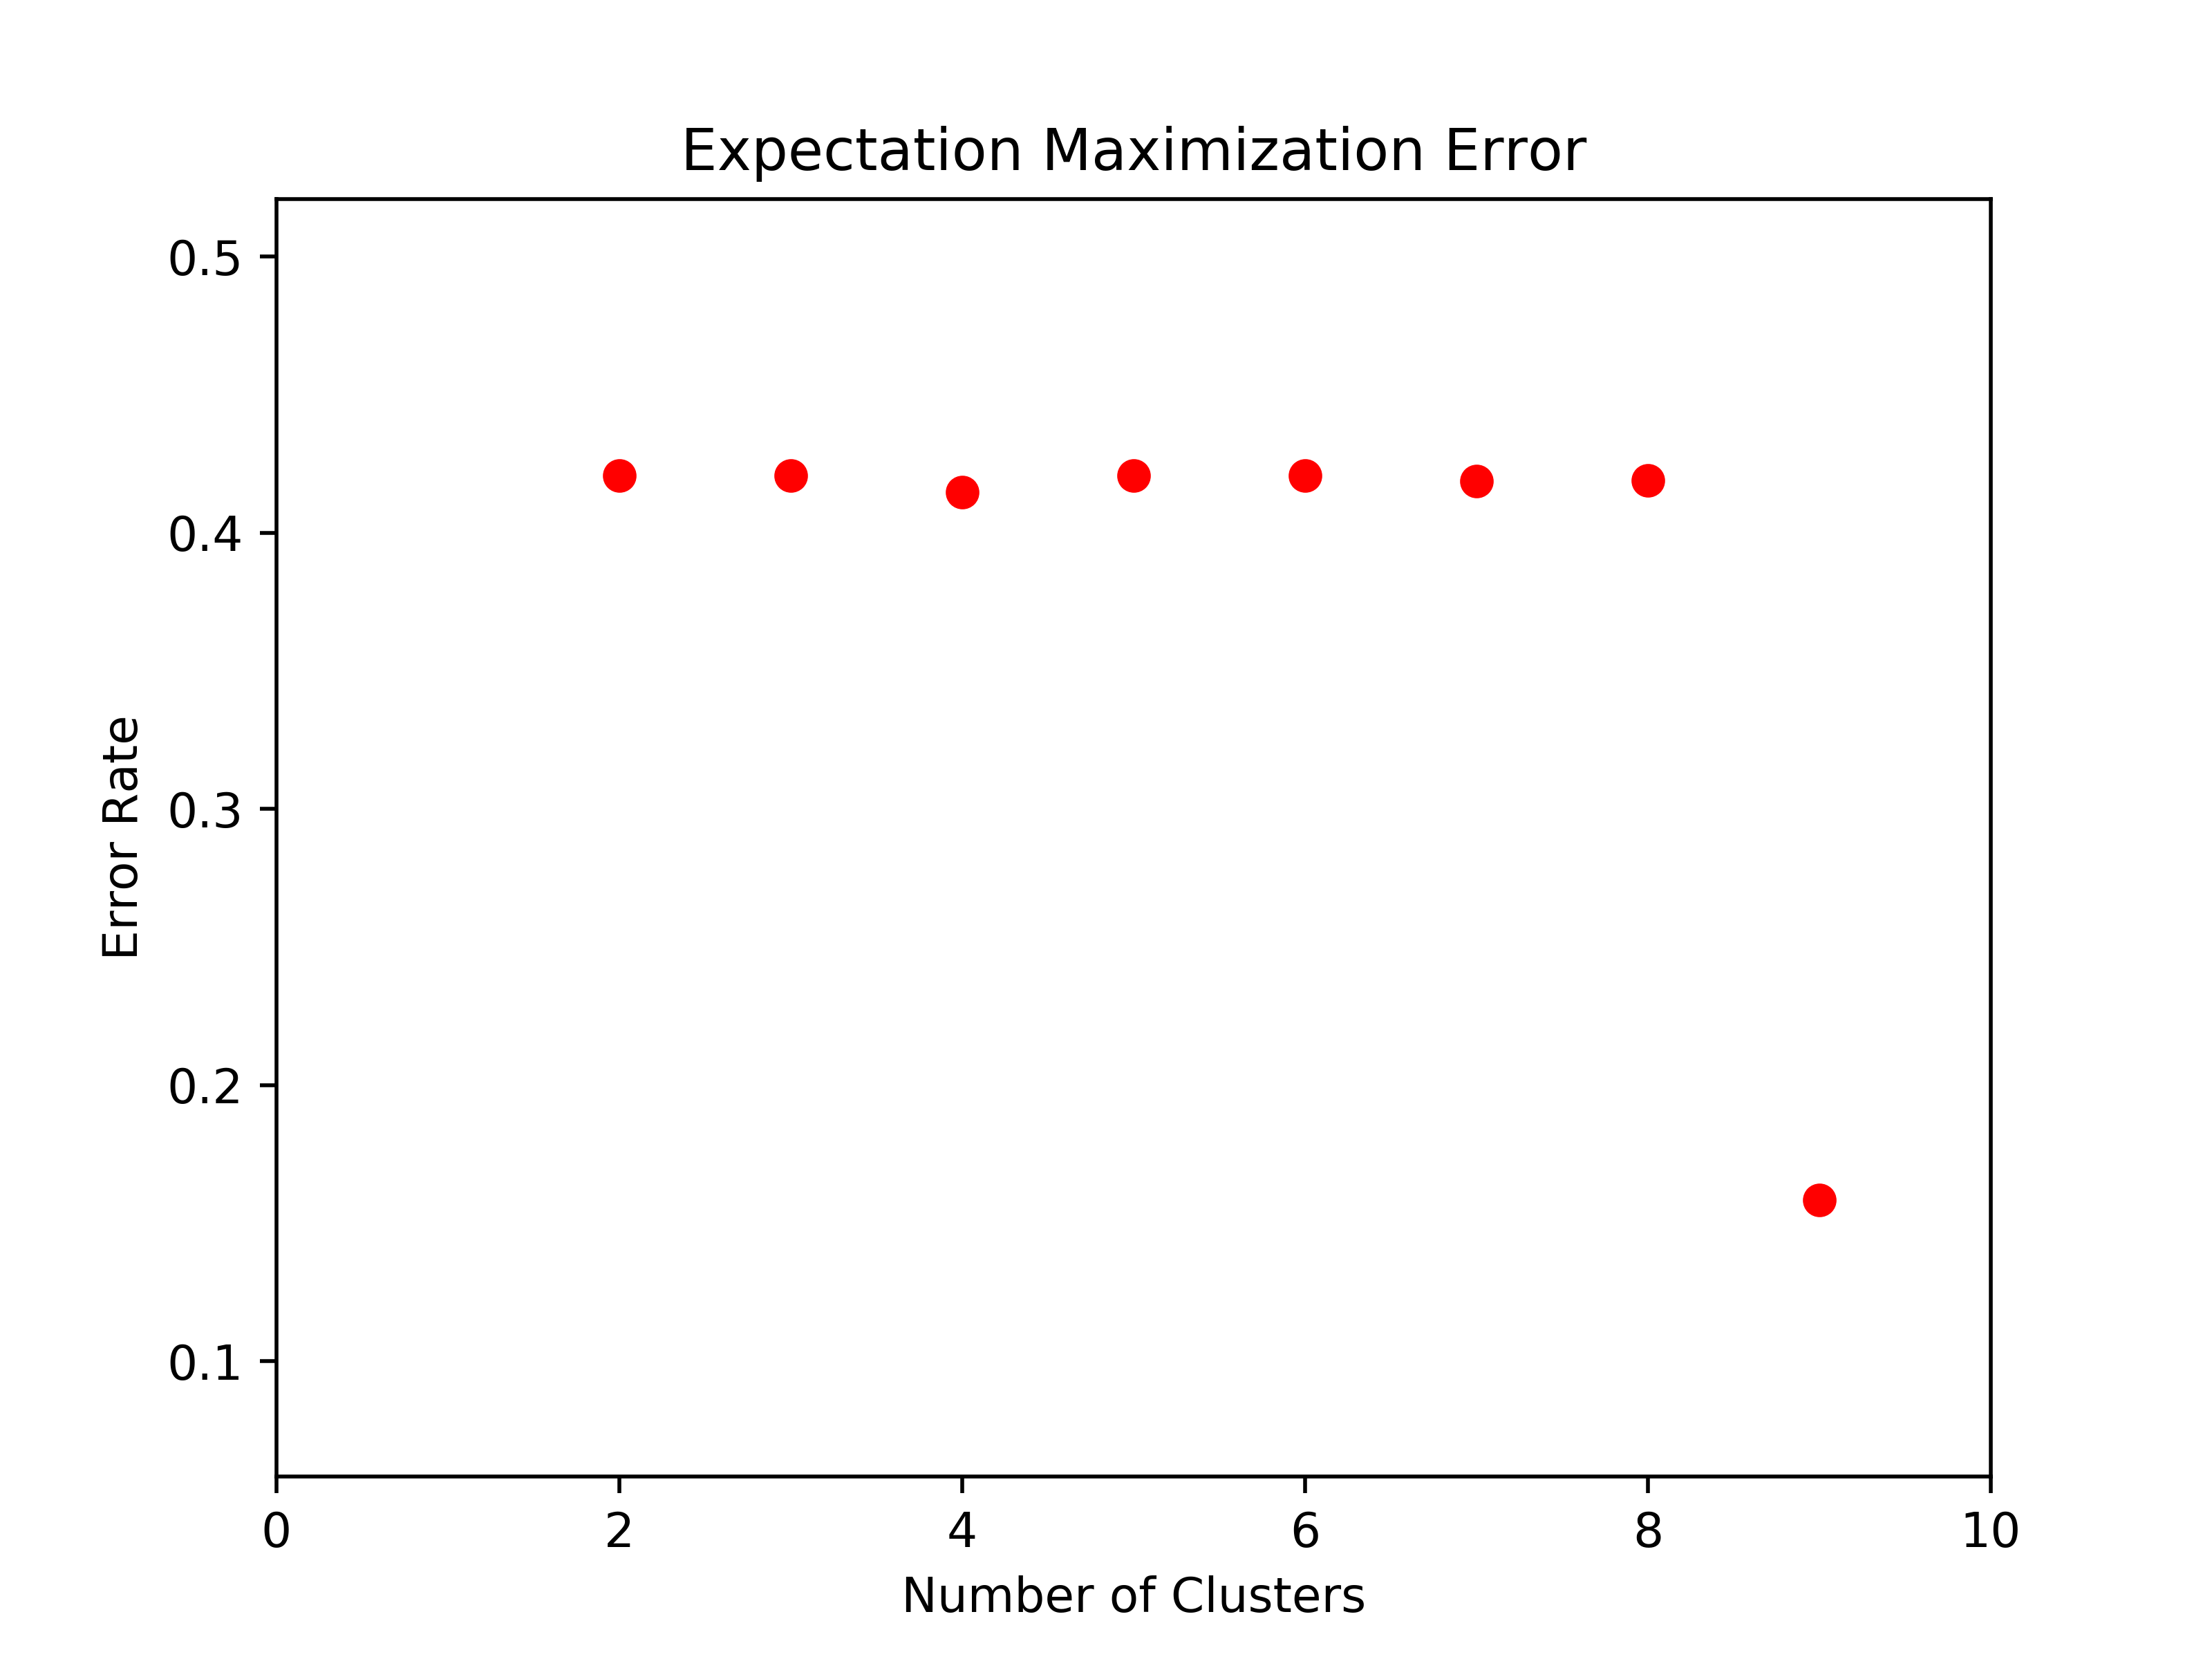 Expectation Maximization Error
0.5
0.4
0.3
0.2
0.1
Error Rate
0 2 4 6 8 10
Number of Clusters